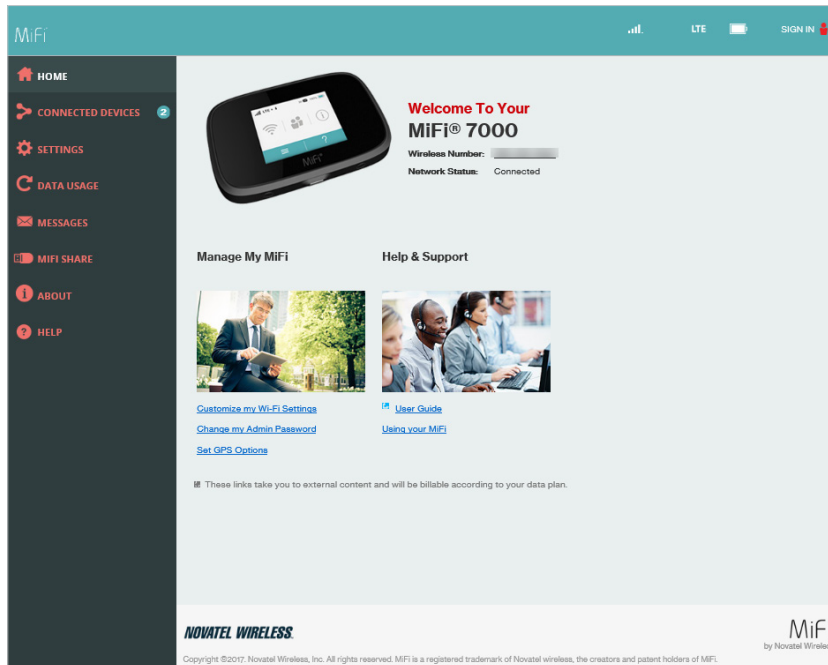 MiFi
LTE
SIGN IN
HOME
CONNECTED DEVICES 2
SETTINGS
DATA USAGE
MESSAGES
MIFI SHARE
ABOUT
HELP
MiFi
Welcome To Your
MiFi® 7000
Wireless Number:
Network Status: Connected
Manage My MiFi
Help & Support
Customize my Wi-Fi Settings
Change my Admin Password
Set GPS Options
User Guide
Using your MiFi
These links take you to external content and will be billable according to your data plan.
NOVATEL WIRELESS.
MiF
by Novatel Wireles
Copyright ©2017. Novatel Wireless, Inc. All rights reserved. MiFi is a registered trademark of Novatel wireless, the creators and patent holders of MiFi.